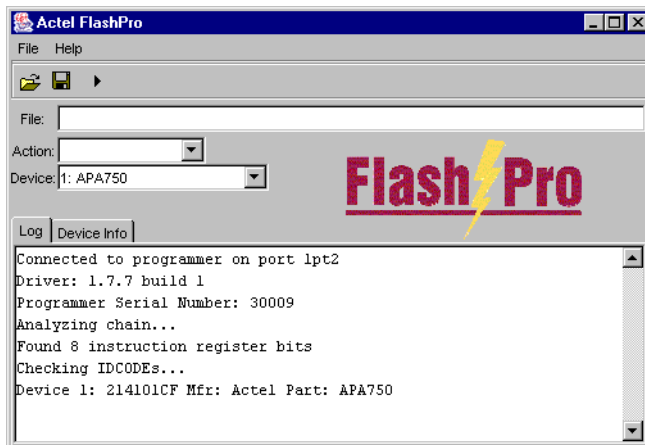 Actel FlashPro
File Help
File:
Action:
Device: 1: APA750
Flash Pro
Log Device Info
Connected to programmer on port lpt2
Driver: 1.7.7 build 1
Programmer Serial Number: 30009
Analyzing chain...
Found 8 instruction register bits
Checking IDCODEs...
Device 1: 214101CF Mfr: Actel Part: APA750